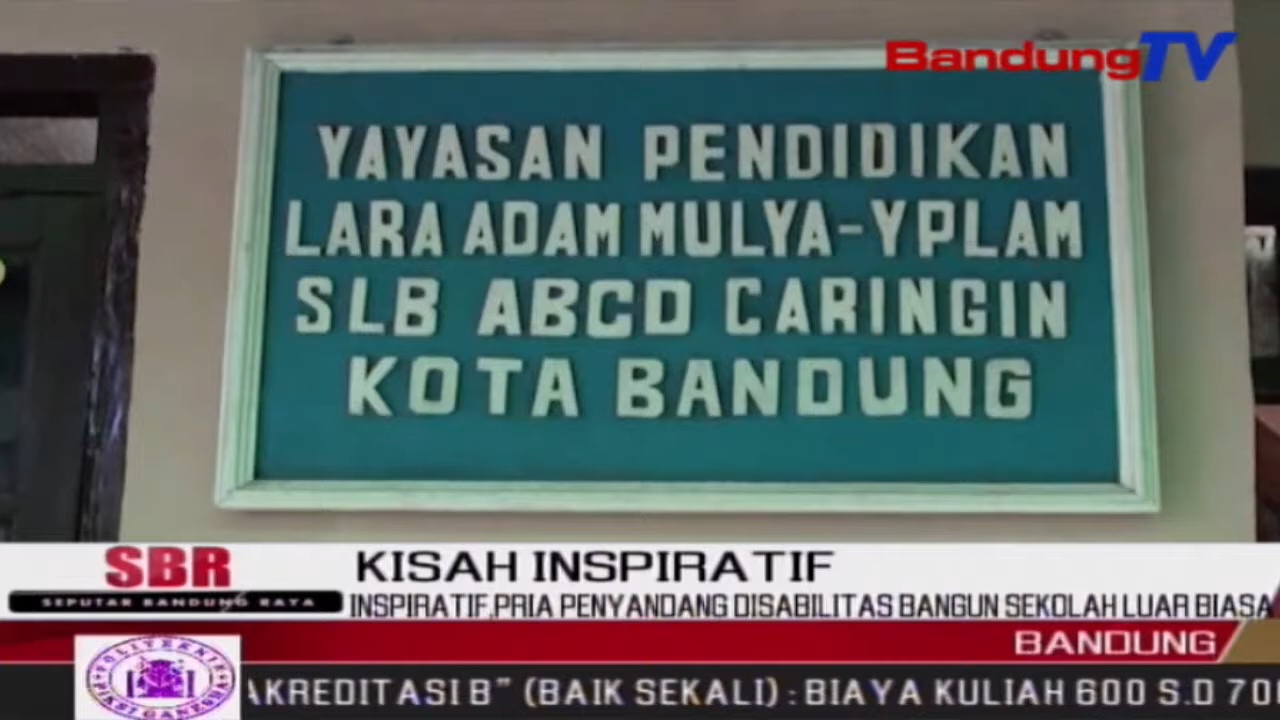 BandungTV
YAYASAN PENDIDIKAN
LARA ADAM MULYA-YPLAM
SLB ABCD CARINGIN
KOTA BANDUNG
SBR
SEPUTAR BANDUNG RAYA
KISAH INSPIRATIF
INSPIRATIF,PRIA PENYANDANG DISABILITAS BANGUN SEKOLAH LUAR BIASA
BANDUNG
POLITEKNIK
AKREDITASI B" (BAIK SEKALI) : BIAYA KULIAH 600 S.D